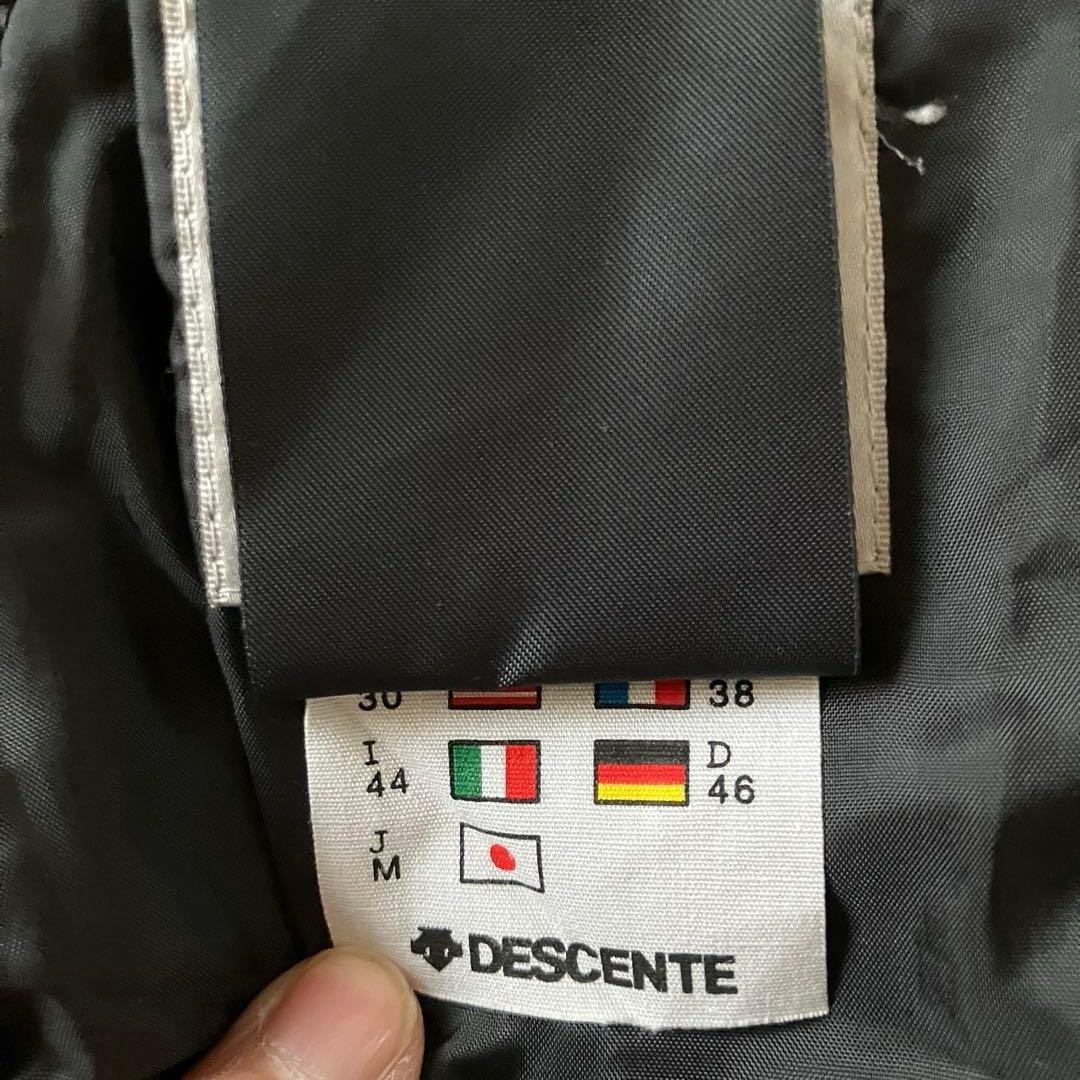 30 38
I D
44 46
J
M
DESCENTE